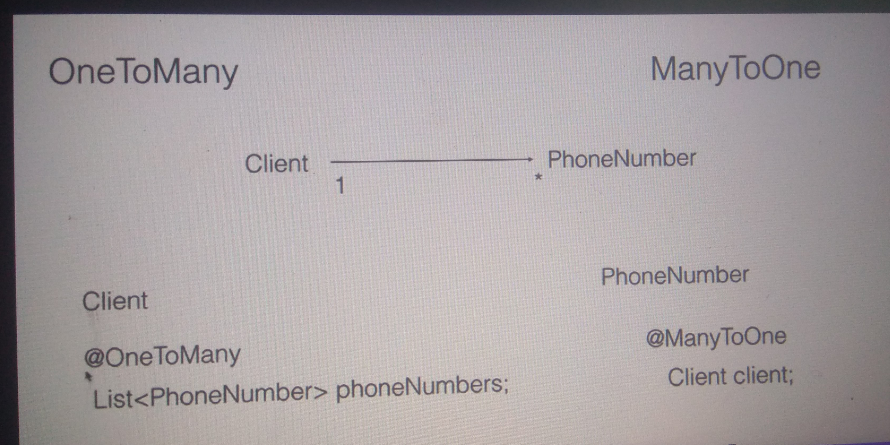 OneToMany
ManyToOne
Client
PhoneNumber
1
*
Client
@OneToMany
List<PhoneNumber> phoneNumbers;
PhoneNumber
@ManyToOne
Client client;